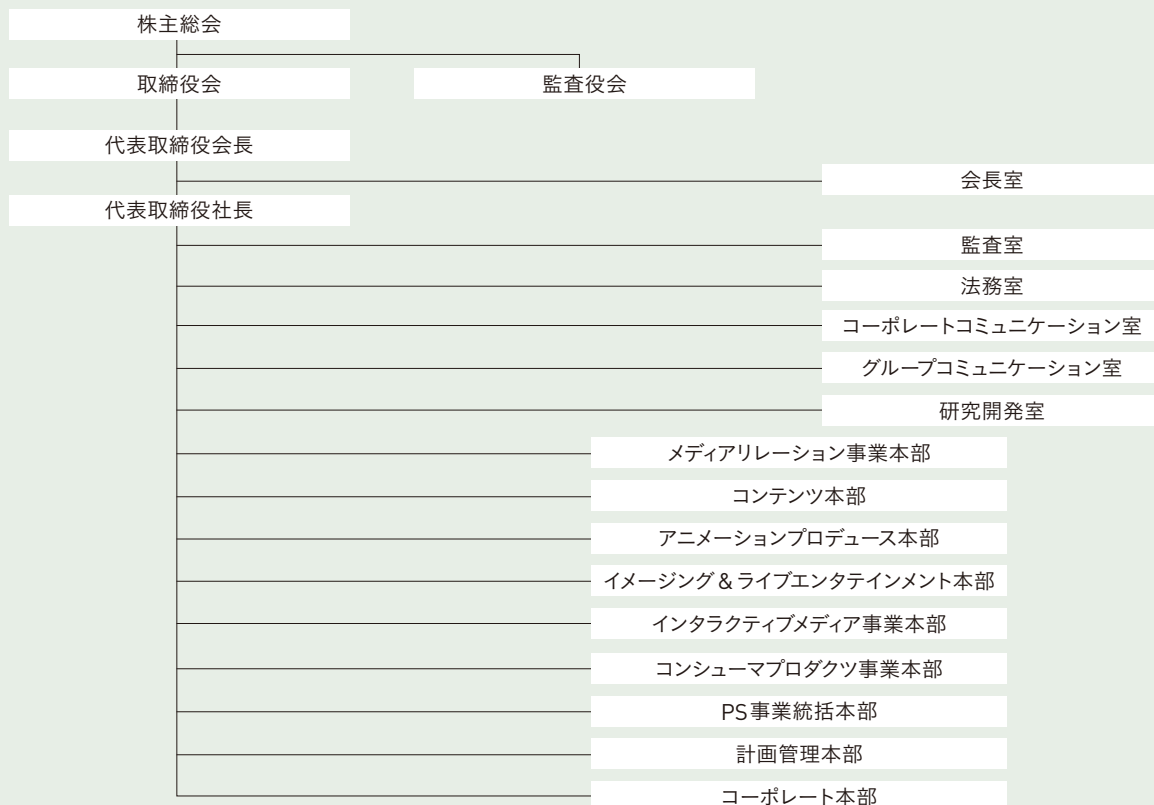 株主総会
取締役会
監査役会
代表取締役会長
会長室
代表取締役社長
監査室
法務室
コーポレートコミュニケーション室
グループコミュニケーション室
研究開発室
メディアリレーション事業本部
コンテンツ本部
アニメーションプロデュース本部
イメージング&ライブエンタテインメント本部
インタラクティブメディア事業本部
コンシューマプロダクツ事業本部
PS事業統括本部
計画管理本部
コーポレート本部